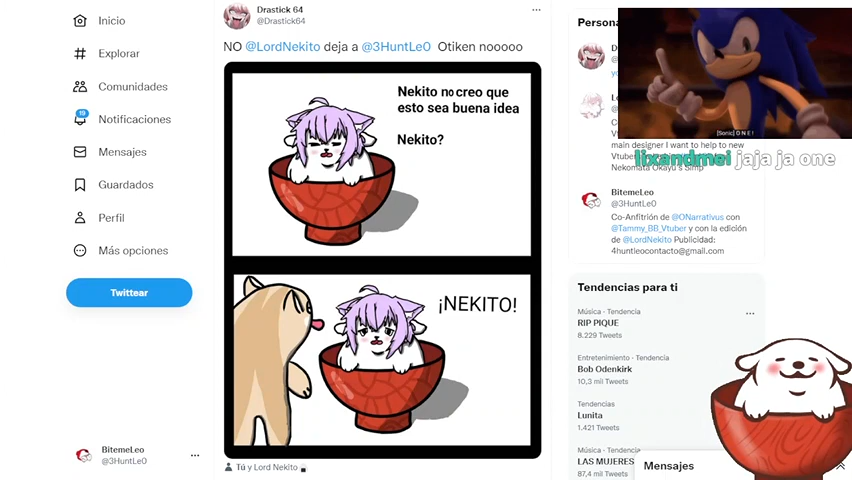 Inicio
Explorar
Comunidades
19
Notificaciones
Mensajes
Guardados
Perfil
Más opciones
Twittear
BitemeLeo
@3HuntLe0
Drastick 64
@Drastick64
NO @LordNekito deja a @3HuntLe0 Otiken nooooo
Nekito no creo que
esto sea buena idea
Nekito?
¡NEKITO!
Tú y Lord Nekito
Persona
[Sonic] O N E !
lixandmei jaja ja one
main designer I want to help to new
Nekomata Okayu's Simp
BitemeLeo
@3HuntLe0
Co-Anfitrión de @ONarrativus con
@Tammy_BB_Vtuber y con la edición
de @LordNekito Publicidad:
4huntleocontacto@gmail.com
Tendencias para ti
Música · Tendencia
RIP PIQUE
8.229 Tweets
Entretenimiento · Tendencia
Bob Odenkirk
10,3 mil Tweets
Tendencias
Lunita
1.421 Tweets
Música · Tendencia
LAS MUJERES
87,4 mil Tweets
Mensajes